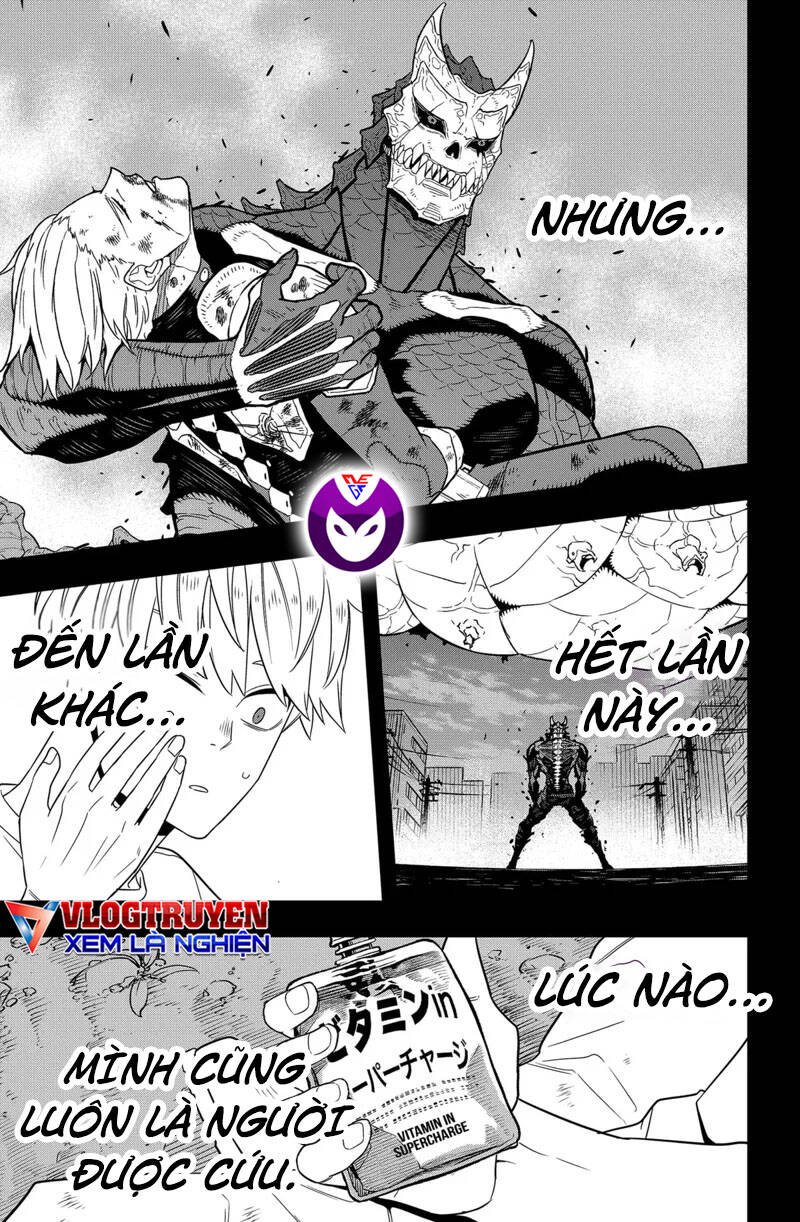 NHƯNG...
HẾT LẦN
NÀY...
ĐẾN LẦN
KHÁC...
VLOGTRUYEN
XEM LÀ NGHIỆN
LÚC NÀO...
ビタミンin
ーパーチャージ
VITAMIN IN
SUPERCHARGE
MÌNH CŨNG
LUÔN LÀ NGƯỜI
ĐƯỢC CỨU.